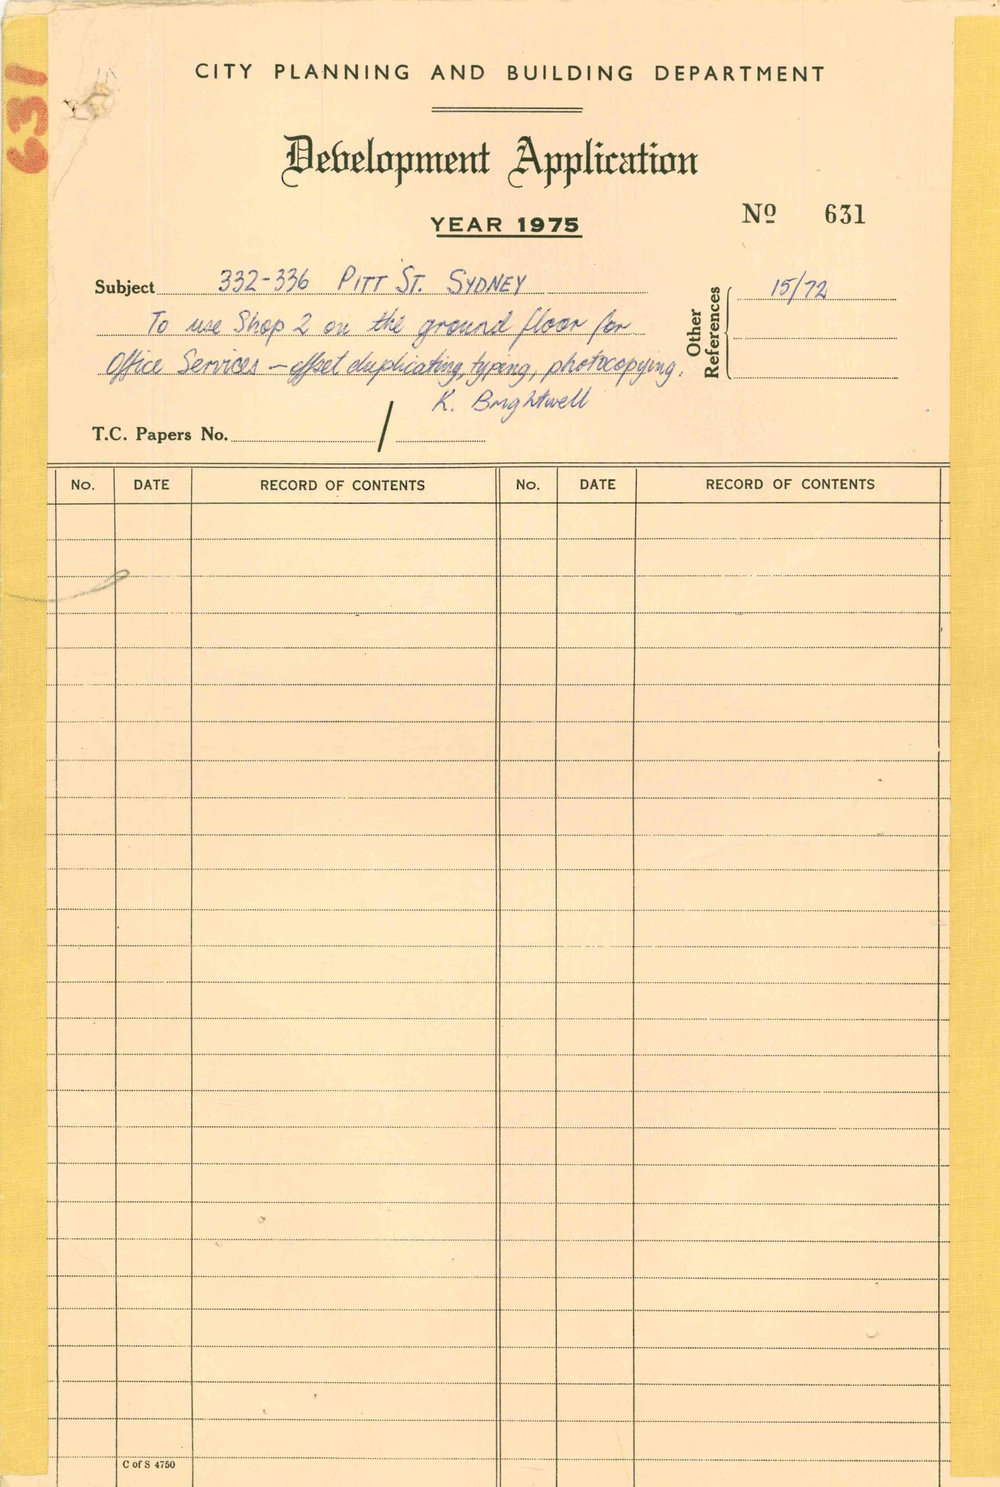 631
CITY PLANNING AND BUILDING DEPARTMENT
Development Application
YEAR 1975
No 631
Subject 332-336 PITT ST. SYDNEY
To use Shop 2 on the ground floor for
Office Services - offset duplicating, typing, photocopying.
K. Brightwell
Other References
15/72
T.C. Papers No. /
No. DATE RECORD OF CONTENTS No. DATE RECORD OF CONTENTS
C of S 4750